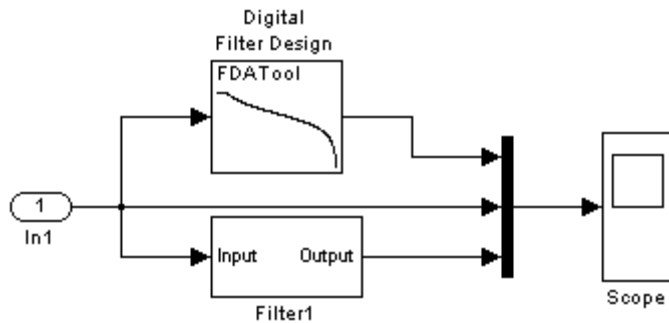 Digital
Filter Design
FDATool
1
In1
Input Output
Filter1
Scope